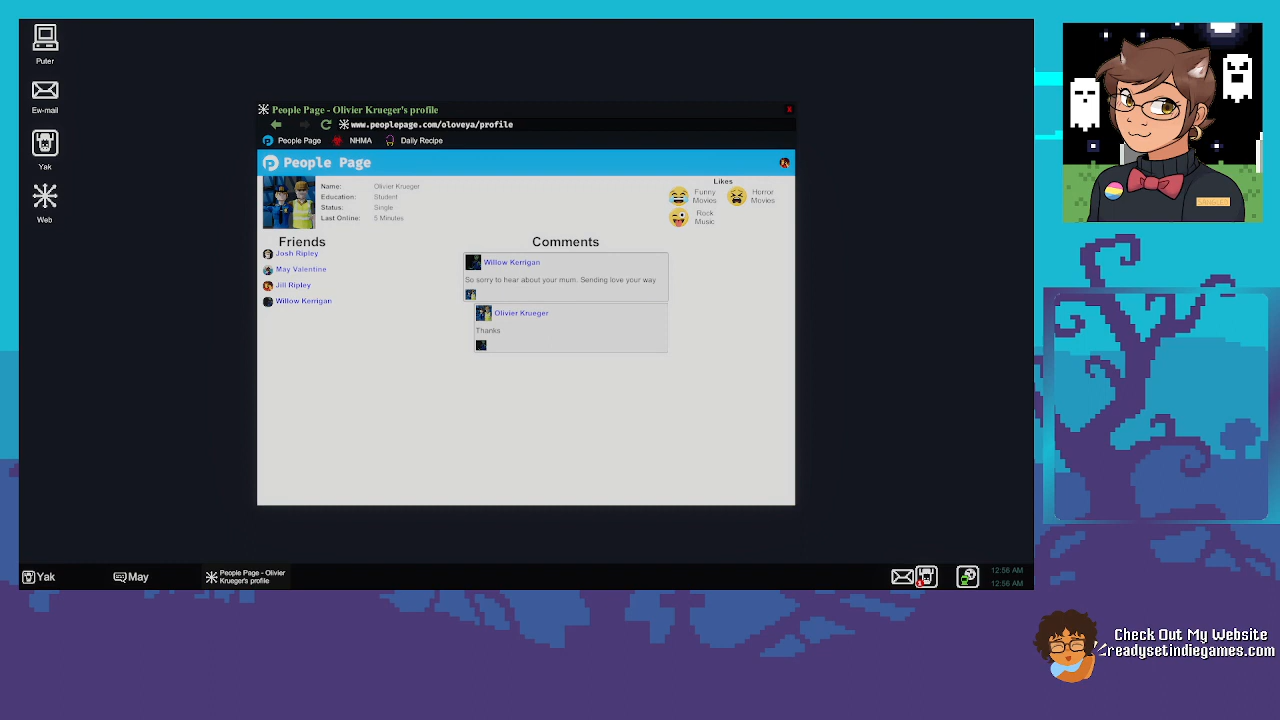 Puter
Ew-mail
Yak
Web
People Page - Olivier Krueger's profile
www.peoplepage.com/oloveya/profile
People Page
NHMA
Daily Recipe
People Page
Name: Olivier Krueger
Education: Student
Status: Single
Last Online: 5 Minutes
Likes
Funny Movies
Horror Movies
Rock Music
Friends
Josh Ripley
May Valentine
Jill Ripley
Willow Kerrigan
Comments
Willow Kerrigan
So sorry to hear about your mum. Sending love your way
Olivier Krueger
Thanks
Yak
May
People Page - Olivier
Krueger's profile
1
12:56 AM
12:56 AM
Check Out My Website
readysetindiegames.com